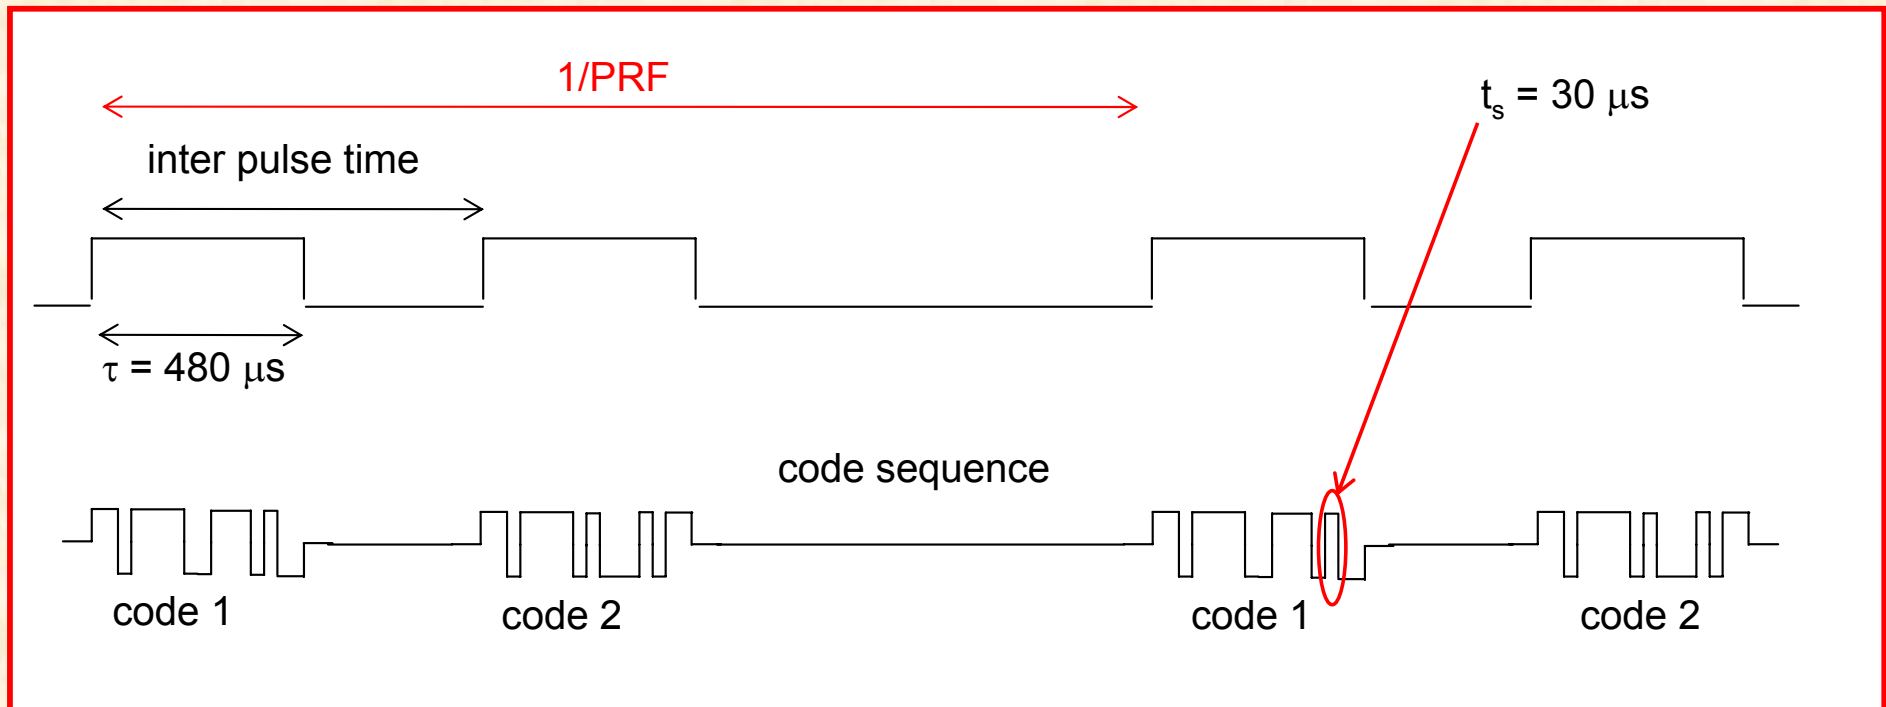 1/PRF
t_s = 30 μs
inter pulse time
τ = 480 μs
code sequence
code 1
code 2
code 1
code 2